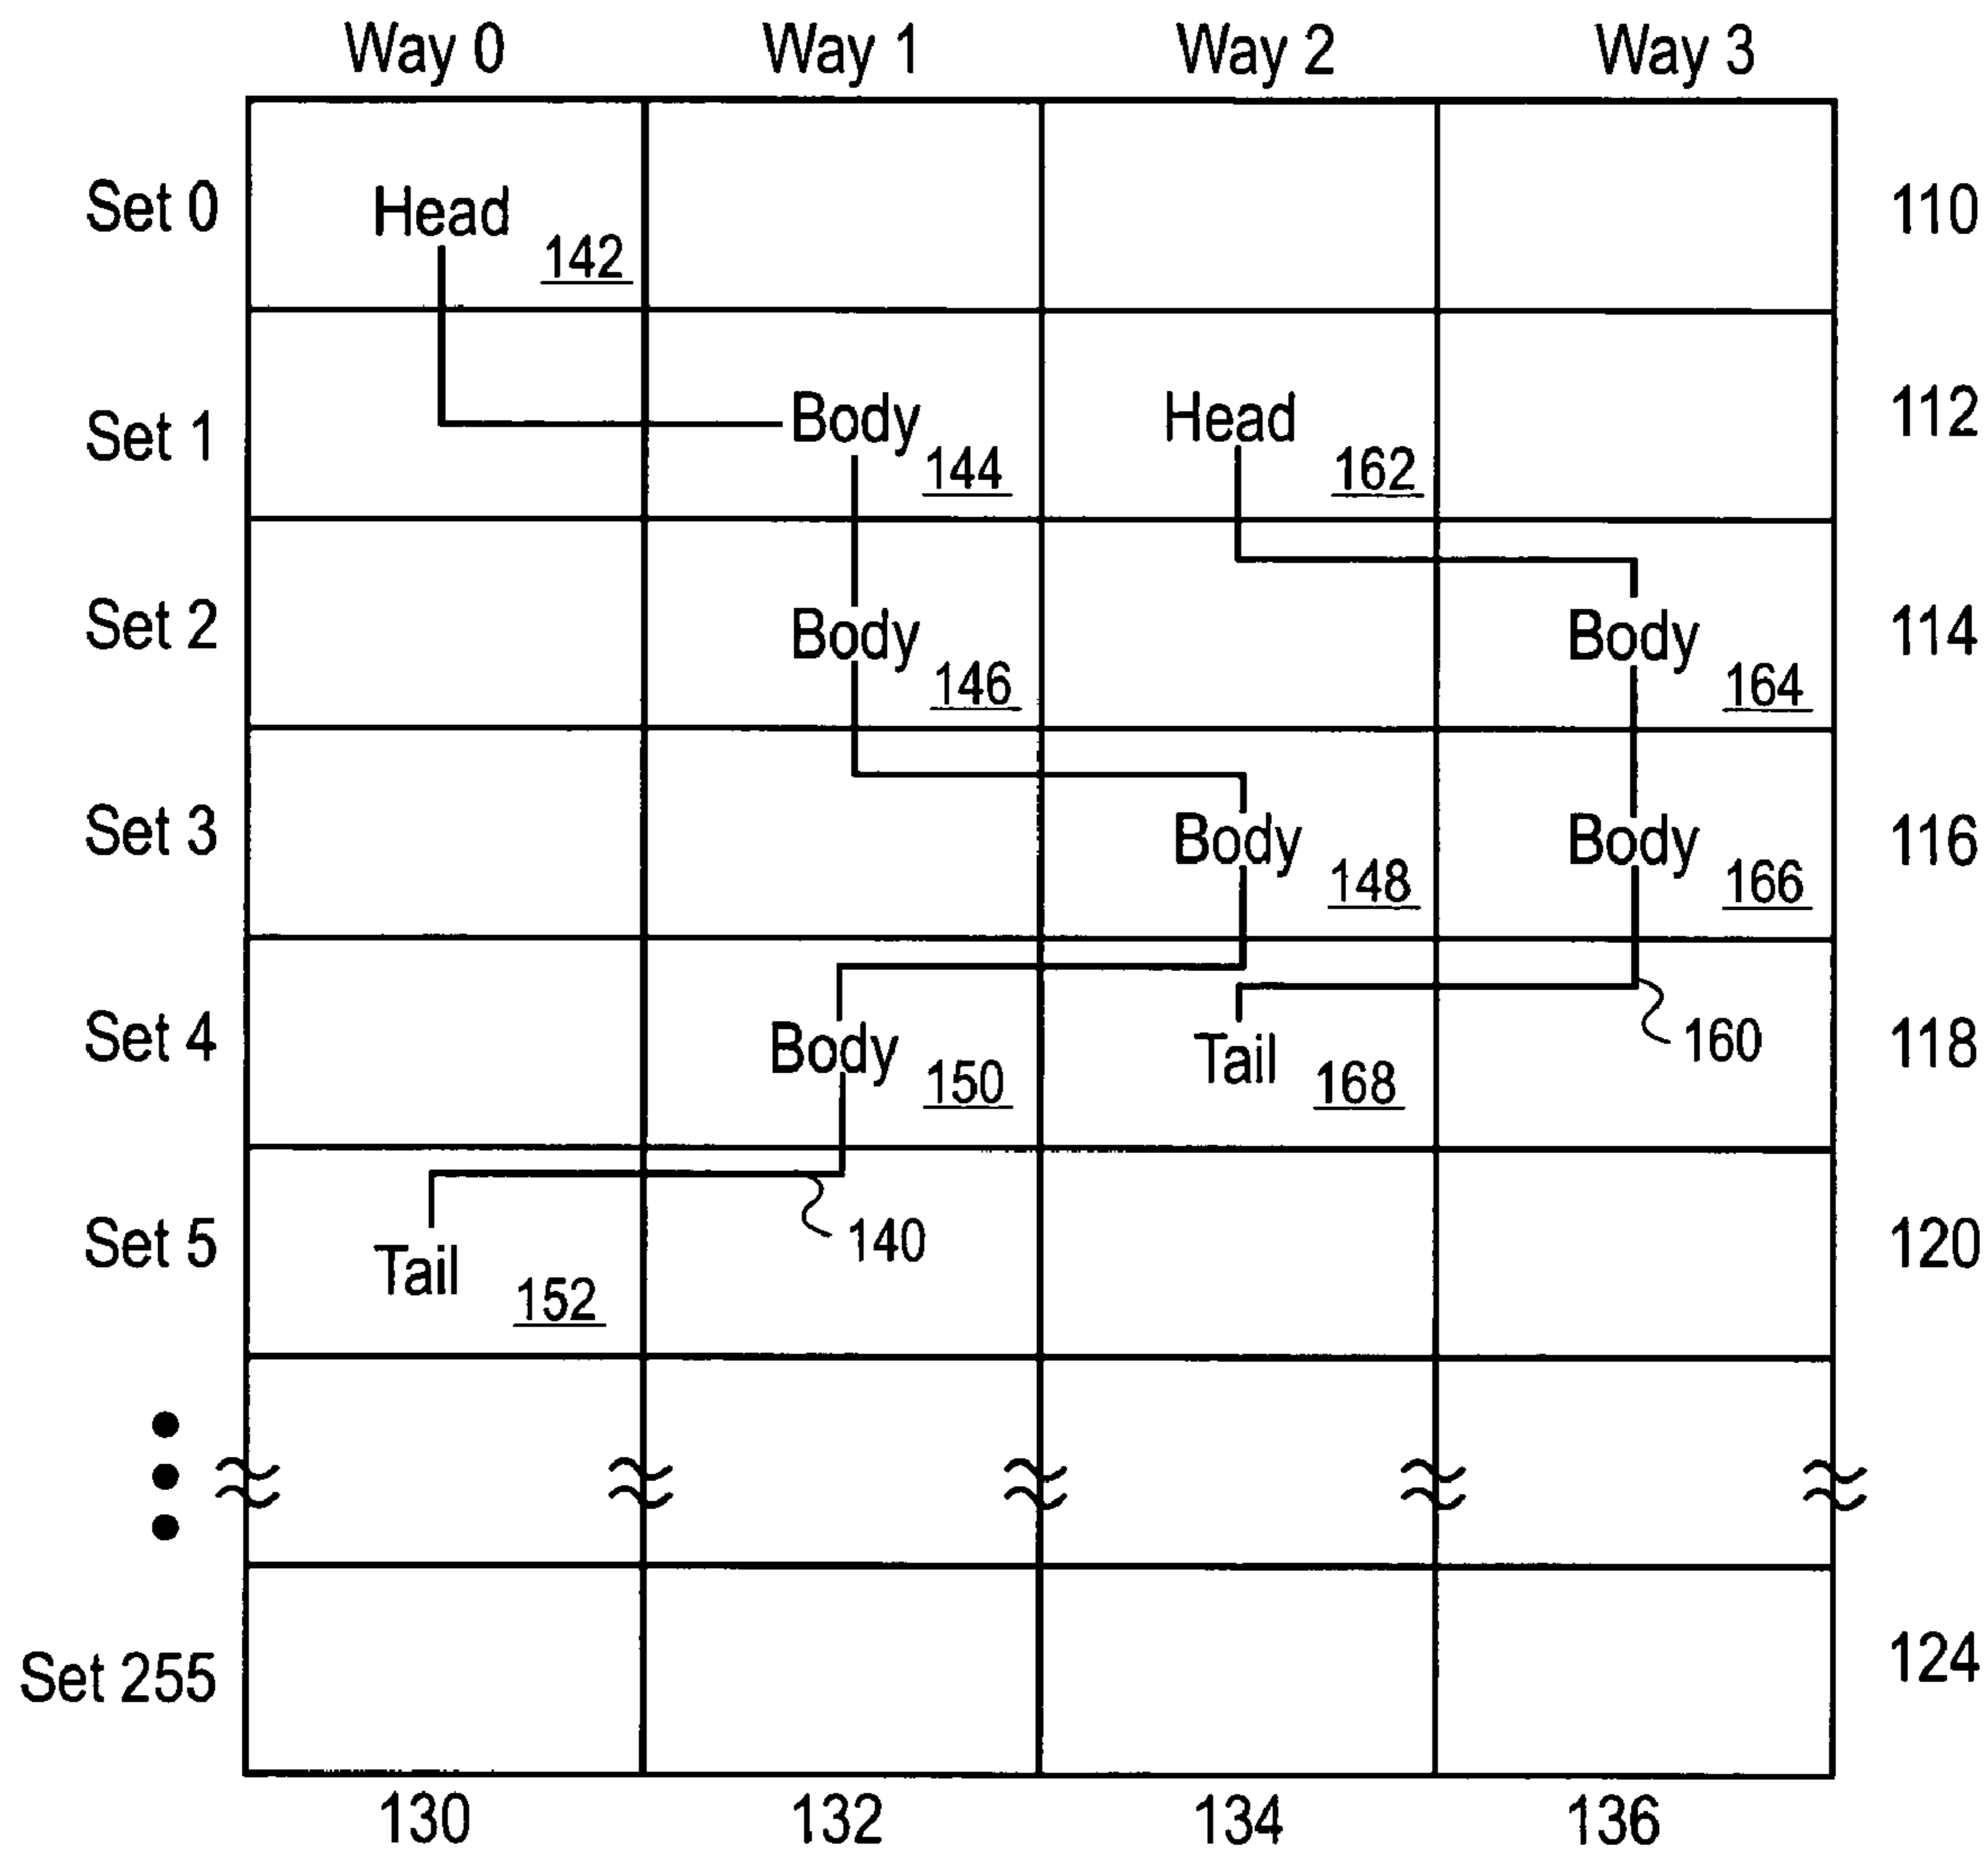 Way 0 Way 1 Way 2 Way 3
Set 0 Head 142 110
Set 1 Body 144 Head 162 112
Set 2 Body 146 Body 164 114
Set 3 Body 148 Body 166 116
Set 4 Body 150 Tail 168 160 118
Set 5 Tail 152 140 120
Set 255 124
130 132 134 136